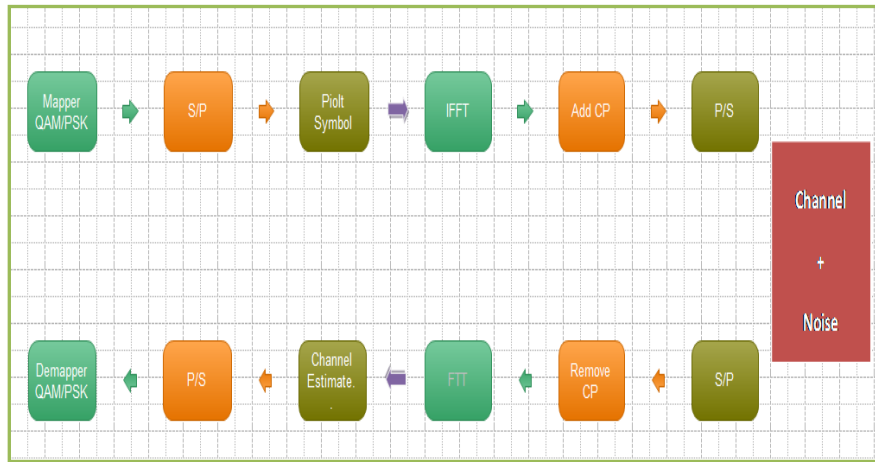 Mapper
QAM/PSK
S/P
Piolt
Symbol
IFFT
Add CP
P/S
Channel
+
Noise
Demapper
QAM/PSK
P/S
Channel
Estimate.
.
FTT
Remove
CP
S/P